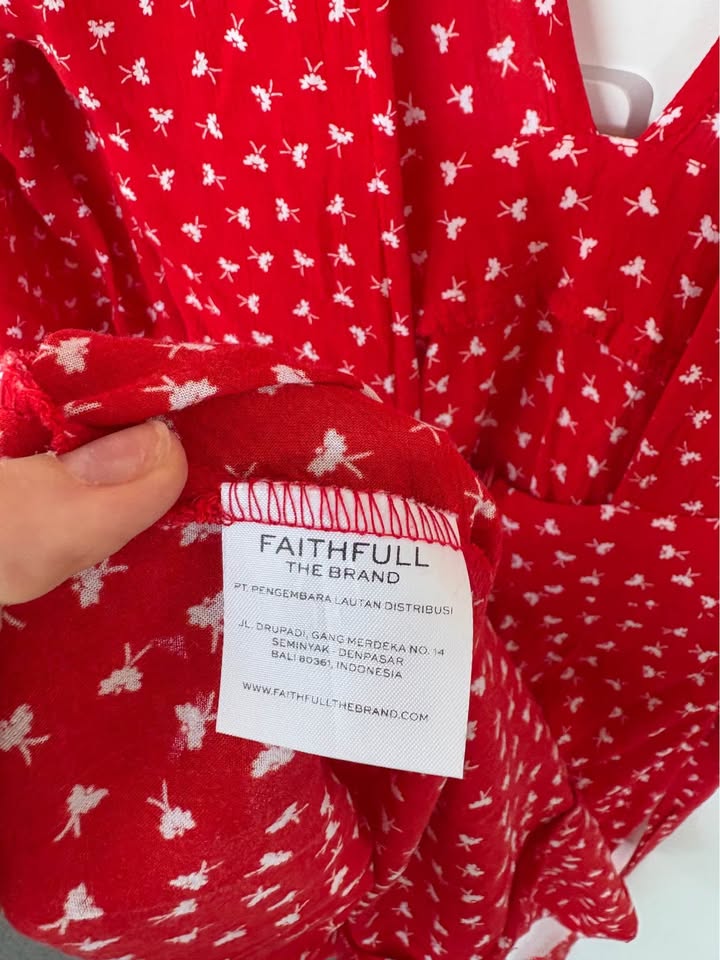 FAITHFULL
THE BRAND
PT. PENGEMBARA LAUTAN DISTRIBUSI
JL. DRUPADI, GANG MERDEKA NO. 14
SEMINYAK - DENPASAR
BALI 80361, INDONESIA
WWW.FAITHFULLTHEBRAND.COM